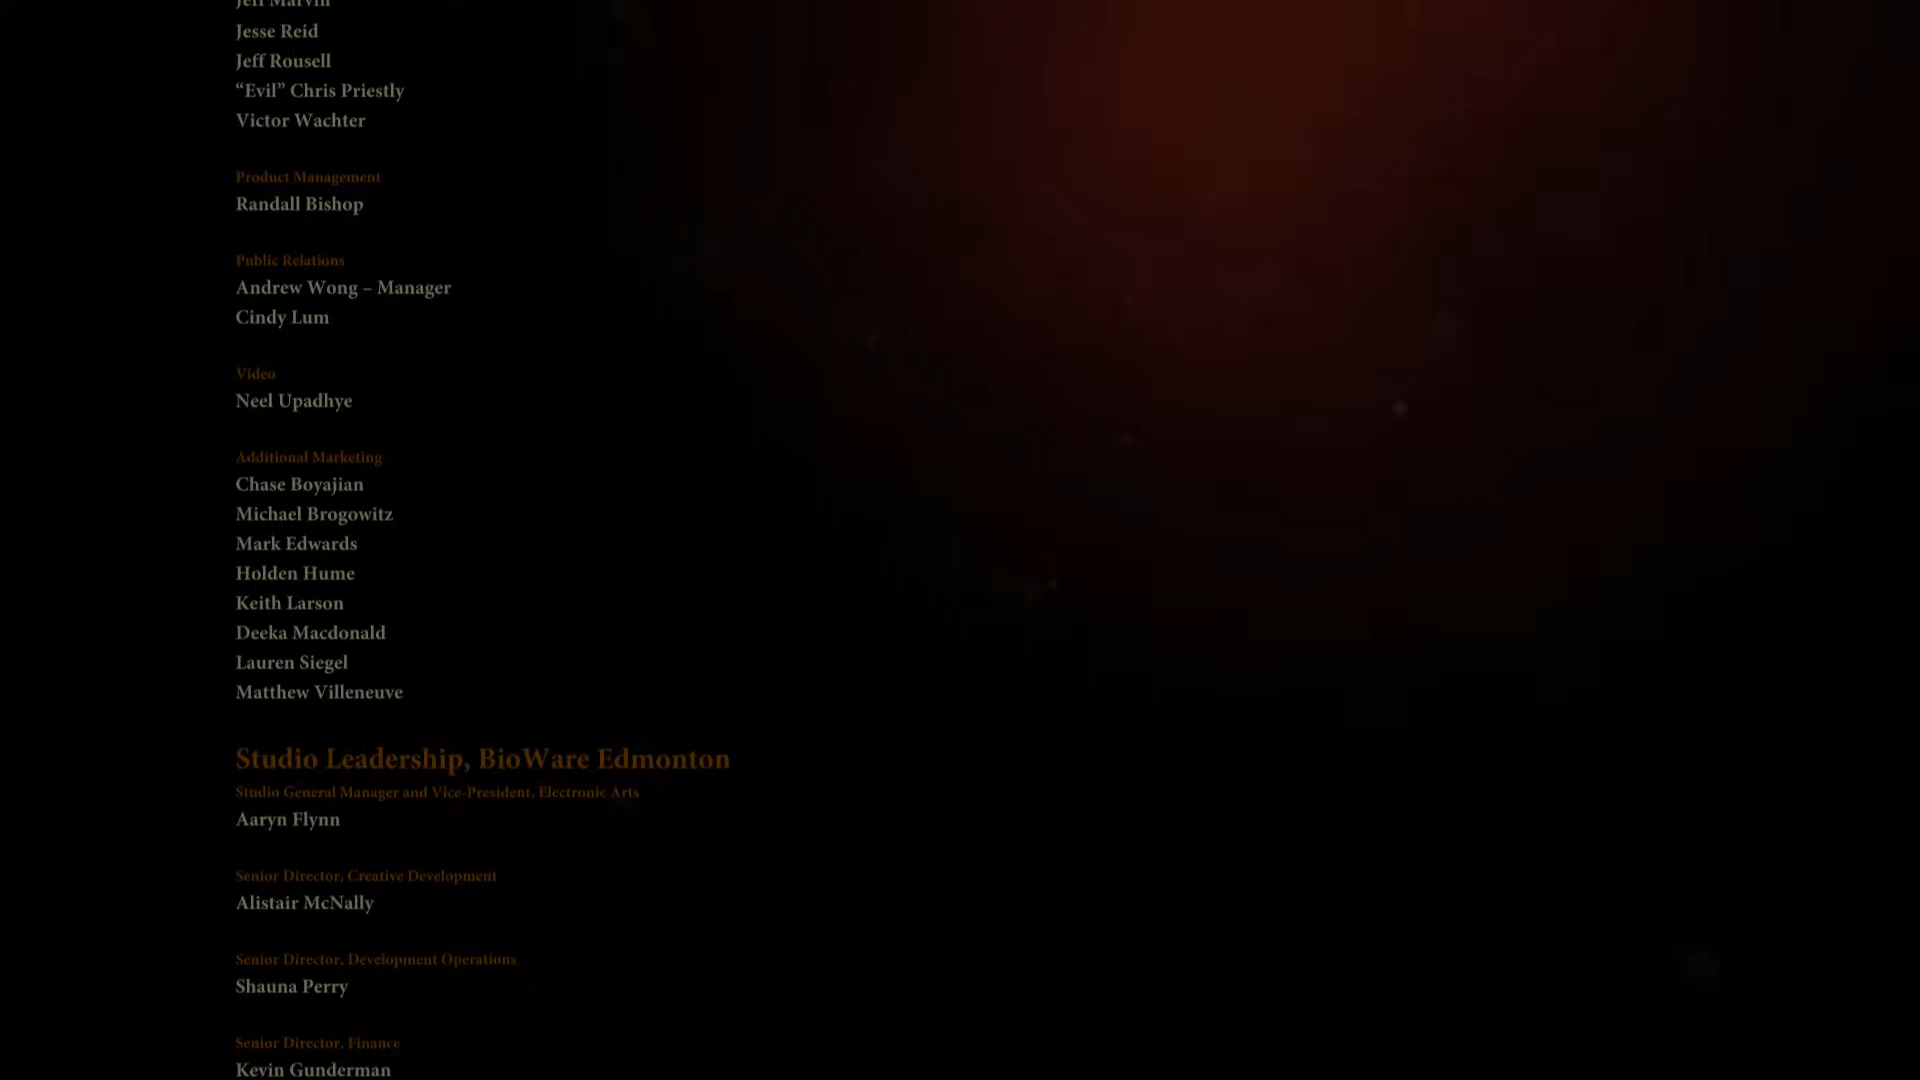 Jeff Marvin
Jesse Reid
Jeff Rousell
“Evil” Chris Priestly
Victor Wachter
Product Management
Randall Bishop
Public Relations
Andrew Wong – Manager
Cindy Lum
Video
Neel Upadhye
Additional Marketing
Chase Boyajian
Michael Brogowitz
Mark Edwards
Holden Hume
Keith Larson
Deeka Macdonald
Lauren Siegel
Matthew Villeneuve
Studio Leadership, BioWare Edmonton
Studio General Manager and Vice-President, Electronic Arts
Aaryn Flynn
Senior Director, Creative Development
Alistair McNally
Senior Director, Development Operations
Shauna Perry
Senior Director, Finance
Kevin Gunderman